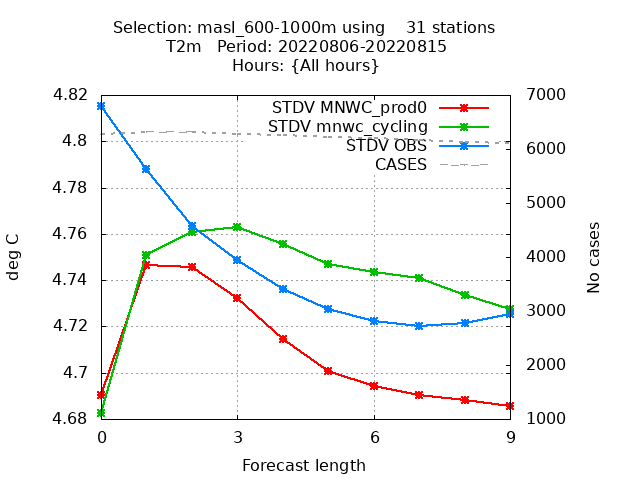 Selection: masl_600-1000m using    31 stations
T2m   Period: 20220806-20220815
Hours: {All hours}
4.82
4.8
4.78
4.76
4.74
4.72
4.7
4.68
deg C
STDV MNWC_prod0
STDV mnwc_cycling
STDV OBS
CASES
7000
6000
5000
4000
3000
2000
1000
No cases
0 3 6 9
Forecast length